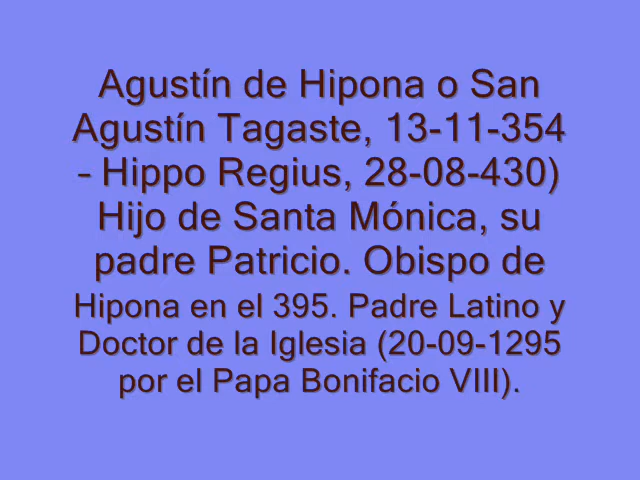 Agustín de Hipona o San
Agustín Tagaste, 13-11-354
– Hippo Regius, 28-08-430)
Hijo de Santa Mónica, su
padre Patricio. Obispo de
Hipona en el 395. Padre Latino y
Doctor de la Iglesia (20-09-1295
por el Papa Bonifacio VIII).